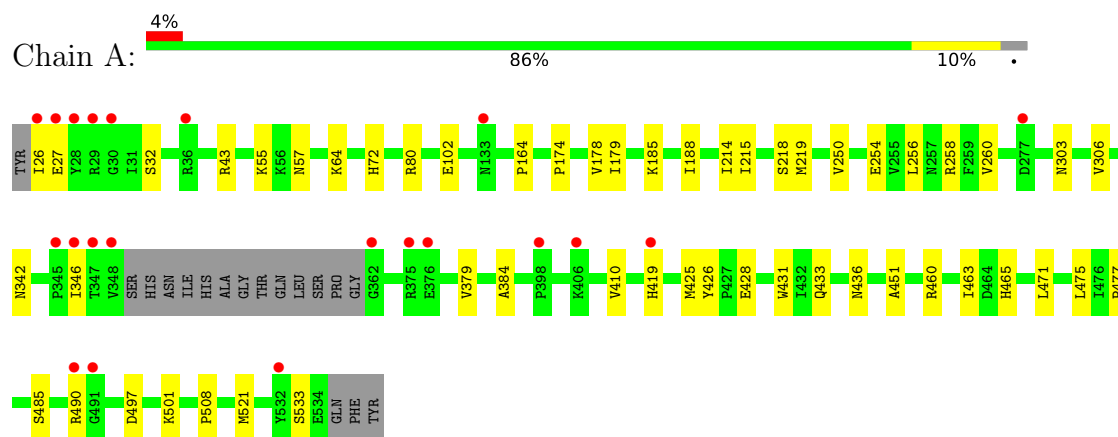 4%
Chain A:
86% 10% •
TYR I26 E27 Y28 R29 G30 I31 S32 R36 R43 K55 K56 N57 K64 H72 R80 E102 N133 P164 P174 V178 I179 K185 I188 I214 I215 S218 M219 V250 E254 V255 L256 N257 R258 F259 V260 D277 N303 V306
N342 P345 I346 T347 V348 SER HIS ASN ILE HIS ALA GLY THR GLN LEU SER PRO GLY G362 R375 E376 V379 A384 P398 K406 V410 H419 M425 Y426 P427 E428 W431 I432 Q433 N436 A451 R460 I463 D464 H465 L471 L475 I476
S485 R490 G491 D497 K501 P508 M521 Y532 S533 E534 GLN PHE TYR